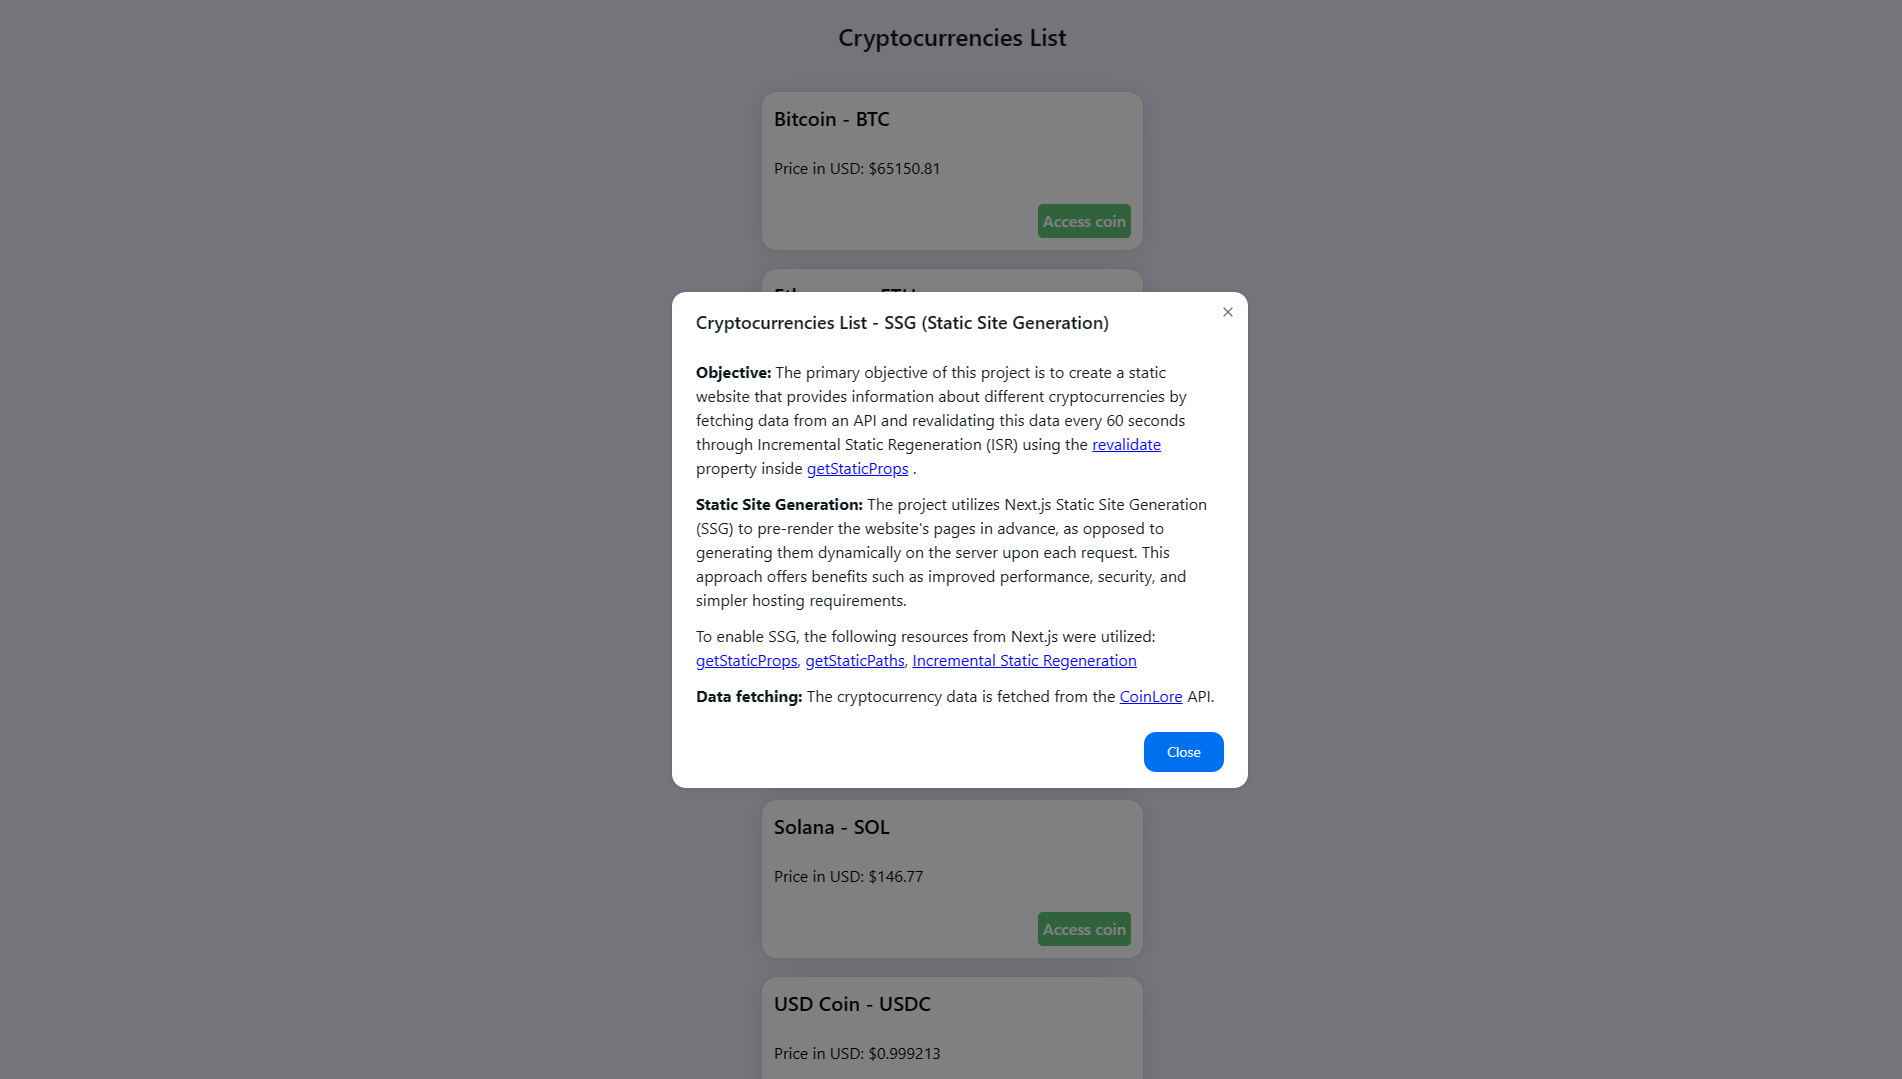 Cryptocurrencies List
Bitcoin - BTC
Price in USD: $65150.81
Access coin
Cryptocurrencies List - SSG (Static Site Generation)
Objective: The primary objective of this project is to create a static
website that provides information about different cryptocurrencies by
fetching data from an API and revalidating this data every 60 seconds
through Incremental Static Regeneration (ISR) using the revalidate
property inside getStaticProps .
Static Site Generation: The project utilizes Next.js Static Site Generation
(SSG) to pre-render the website's pages in advance, as opposed to
generating them dynamically on the server upon each request. This
approach offers benefits such as improved performance, security, and
simpler hosting requirements.
To enable SSG, the following resources from Next.js were utilized:
getStaticProps, getStaticPaths, Incremental Static Regeneration
Data fetching: The cryptocurrency data is fetched from the CoinLore API.
Close
Solana - SOL
Price in USD: $146.77
Access coin
USD Coin - USDC
Price in USD: $0.999213